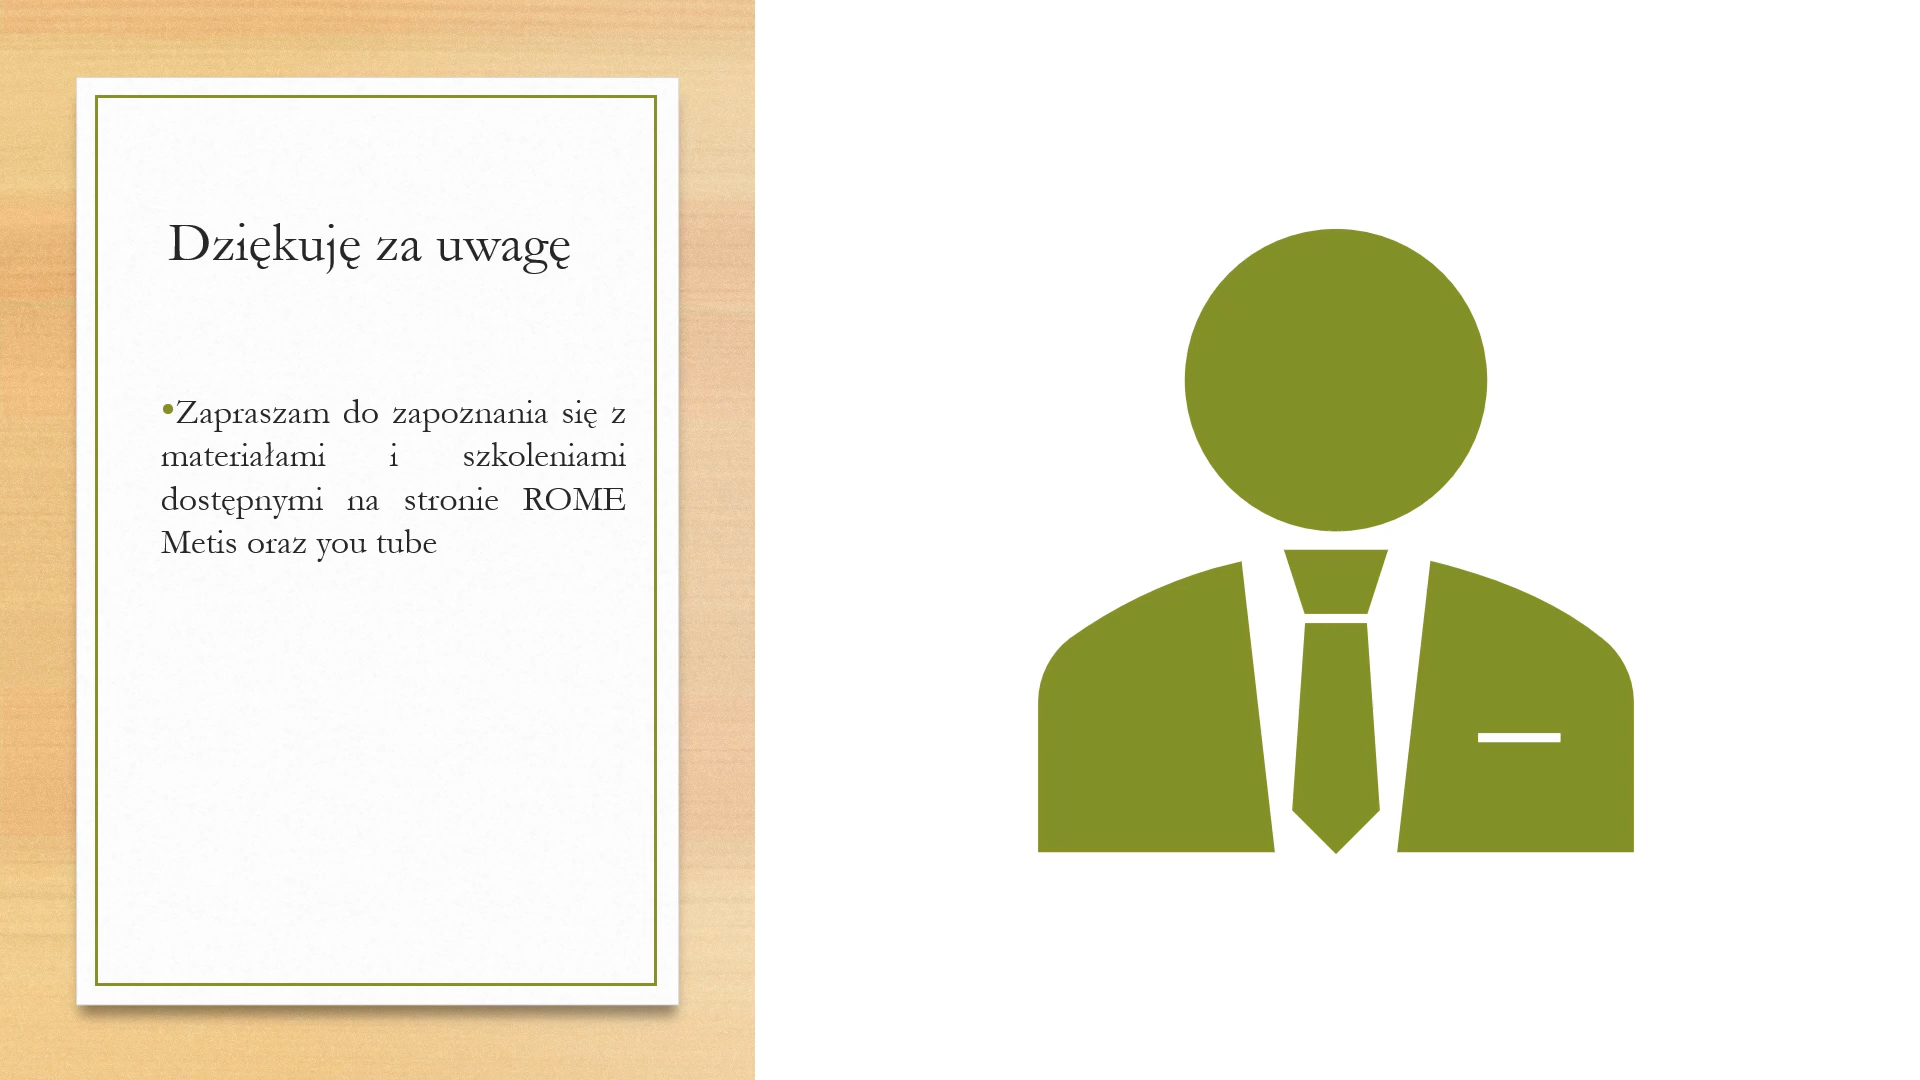 Dziękuję za uwagę
•Zapraszam do zapoznania się z
materiałami i szkoleniami
dostępnymi na stronie ROME
Metis oraz you tube